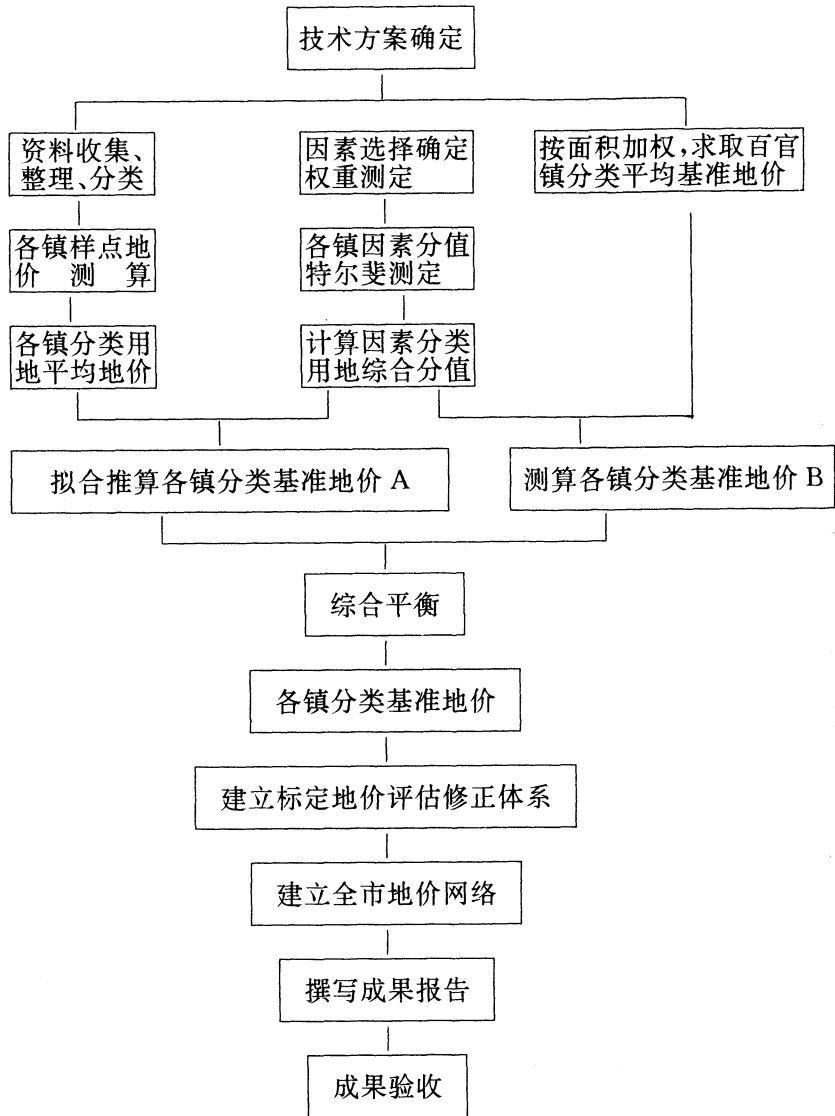 技术方案确定
资料收集、
整理、分类
因素选择确定
权重测定
按面积加权,求取百官
镇分类平均基准地价
各镇样点地
价 测 算
各镇因素分值
特尔斐测定
各镇分类用
地平均地价
计算因素分类
用地综合分值
拟合推算各镇分类基准地价 A
测算各镇分类基准地价 B
综合平衡
各镇分类基准地价
建立标定地价评估修正体系
建立全市地价网络
撰写成果报告
成果验收